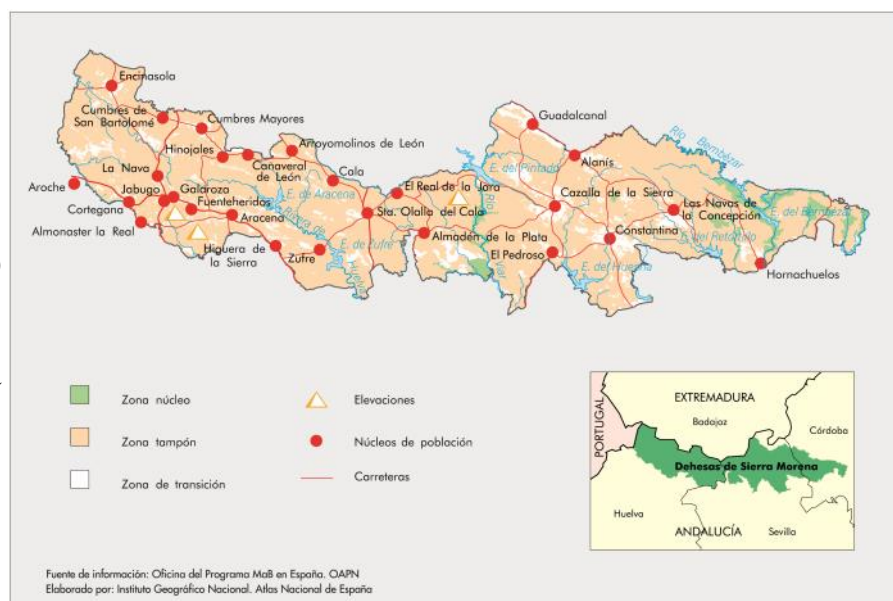 Encinasola
Cumbres de
San Bartolomé
Cumbres Mayores
Hinojales
Arroyomolinos de León
Cañaveral
de León
La Nava
Cala
Aroche
Jabugo
Galaroza
Fuenteheridos
Cortegana
Aracena
Almonaster la Real
Higuera de
la Sierra
Zufre
E. de Aracena
Rivera de
Huelva
E. de Zufre
Sta. Olalla del Cala
El Real de la Jara
Almadén de la Plata
El Pedroso
Guadalcanal
Alanís
E. del Pintado
Cazalla de la Sierra
Río
Viar
Constantina
E. del Huesna
Las Navas de
la Concepción
E. del Retortillo
Río Bembézar
E. del Bembézar
Hornachuelos
Zona núcleo
Zona tampón
Zona de transición
Elevaciones
Núcleos de población
Carreteras
PORTUGAL
EXTREMADURA
Badajoz
Córdoba
Dehesas de Sierra Morena
Huelva
Sevilla
ANDALUCÍA
Fuente de información: Oficina del Programa MaB en España. OAPN
Elaborado por: Instituto Geográfico Nacional. Atlas Nacional de España